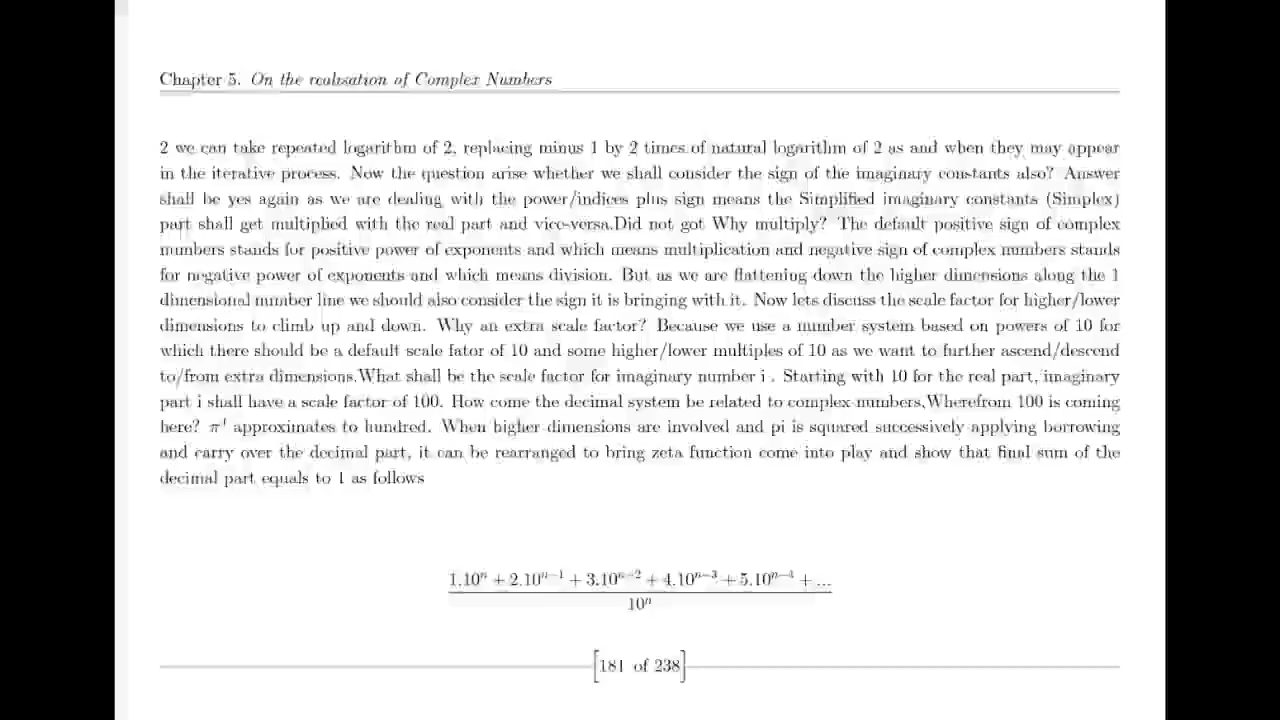 Chapter 5. On the realisation of Complex Numbers
2 we can take repeated logarithm of 2, replacing minus 1 by 2 times of natural logarithm of 2 as and when they may appear
in the iterative process. Now the question arise whether we shall consider the sign of the imaginary constants also? Answer
shall be yes again as we are dealing with the power/indices plus sign means the Simplified imaginary constants (Simplex)
part shall get multiplied with the real part and vice-versa.Did not got Why multiply? The default positive sign of complex
numbers stands for positive power of exponents and which means multiplication and negative sign of complex numbers stands
for negative power of exponents and which means division. But as we are flattening down the higher dimensions along the 1
dimensional number line we should also consider the sign it is bringing with it. Now lets discuss the scale factor for higher/lower
dimensions to climb up and down. Why an extra scale factor? Because we use a number system based on powers of 10 for
which there should be a default scale fator of 10 and some higher/lower multiples of 10 as we want to further ascend/descend
to/from extra dimensions.What shall be the scale factor for imaginary number i . Starting with 10 for the real part, imaginary
part i shall have a scale factor of 100. How come the decimal system be related to complex numbers,Wherefrom 100 is coming
here? π⁴ approximates to hundred. When higher dimensions are involved and pi is squared successively applying borrowing
and carry over the decimal part, it can be rearranged to bring zeta function come into play and show that final sum of the
decimal part equals to 1 as follows
1.10ⁿ + 2.10ⁿ⁻¹ + 3.10ⁿ⁻² + 4.10ⁿ⁻³ + 5.10ⁿ⁻⁴ + ...
10ⁿ
[181 of 238]